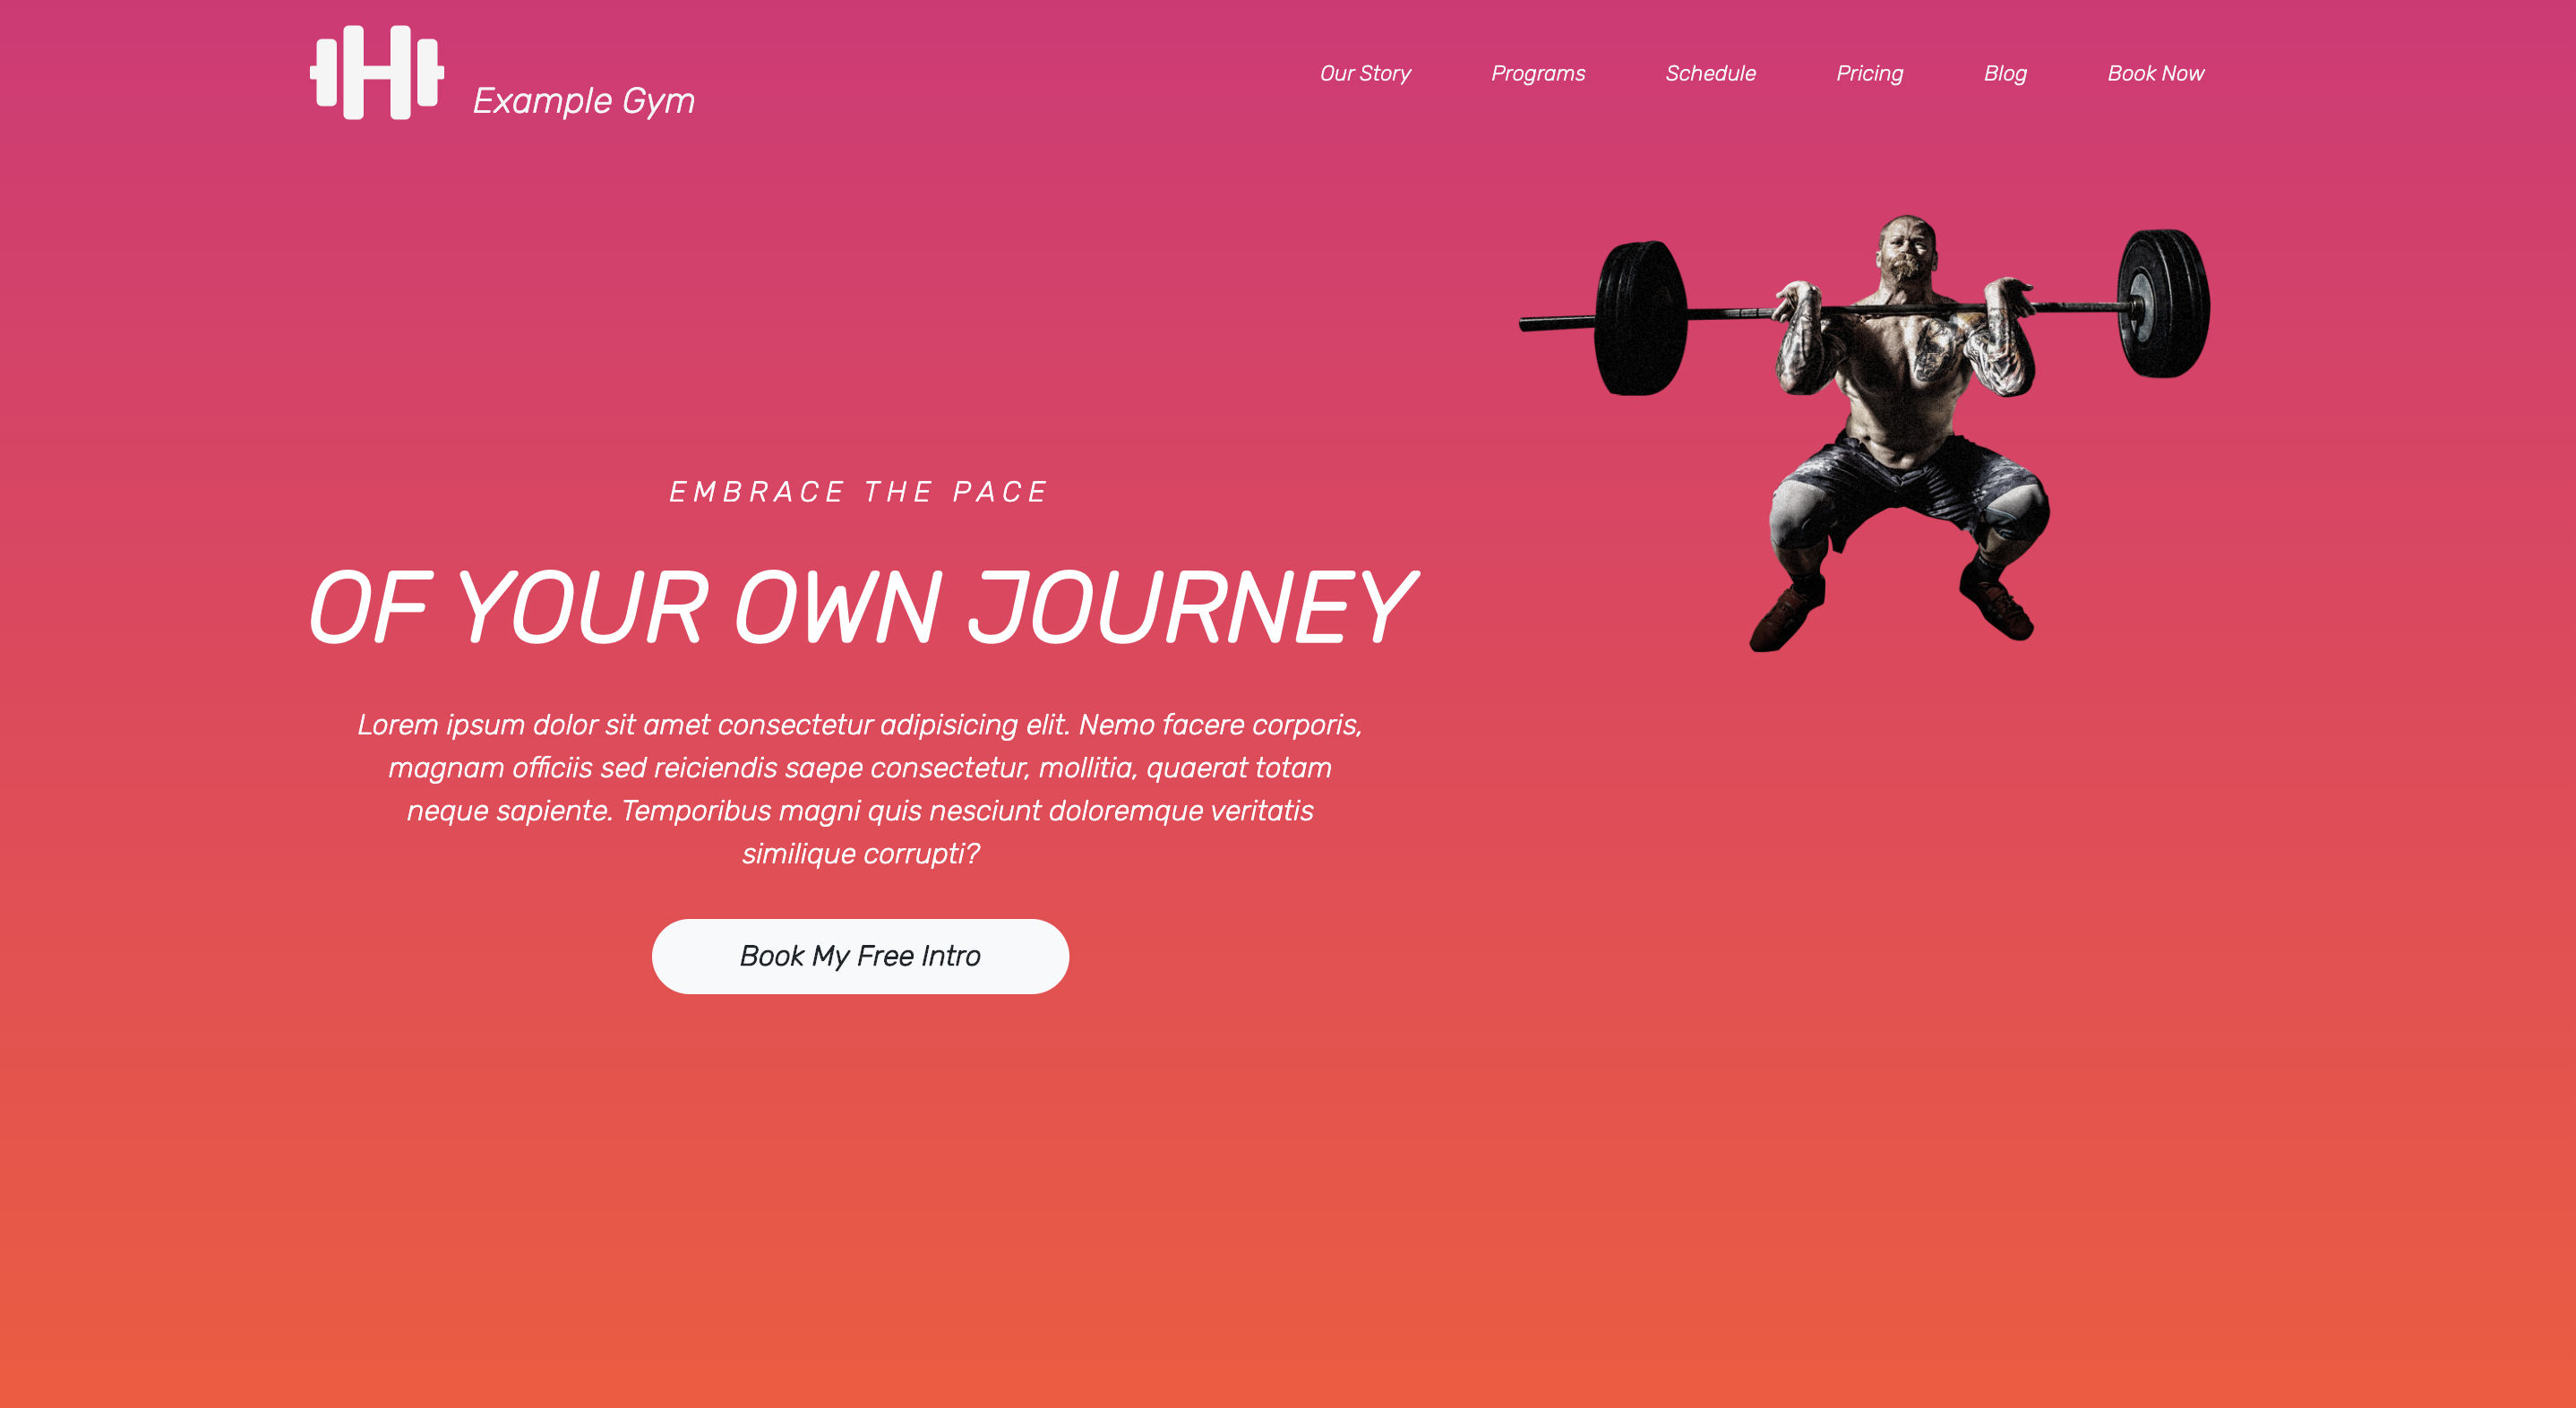 Example Gym
Our Story Programs Schedule Pricing Blog Book Now
EMBRACE THE PACE
OF YOUR OWN JOURNEY
Lorem ipsum dolor sit amet consectetur adipisicing elit. Nemo facere corporis,
magnam officiis sed reiciendis saepe consectetur, mollitia, quaerat totam
neque sapiente. Temporibus magni quis nesciunt doloremque veritatis
similique corrupti?
Book My Free Intro